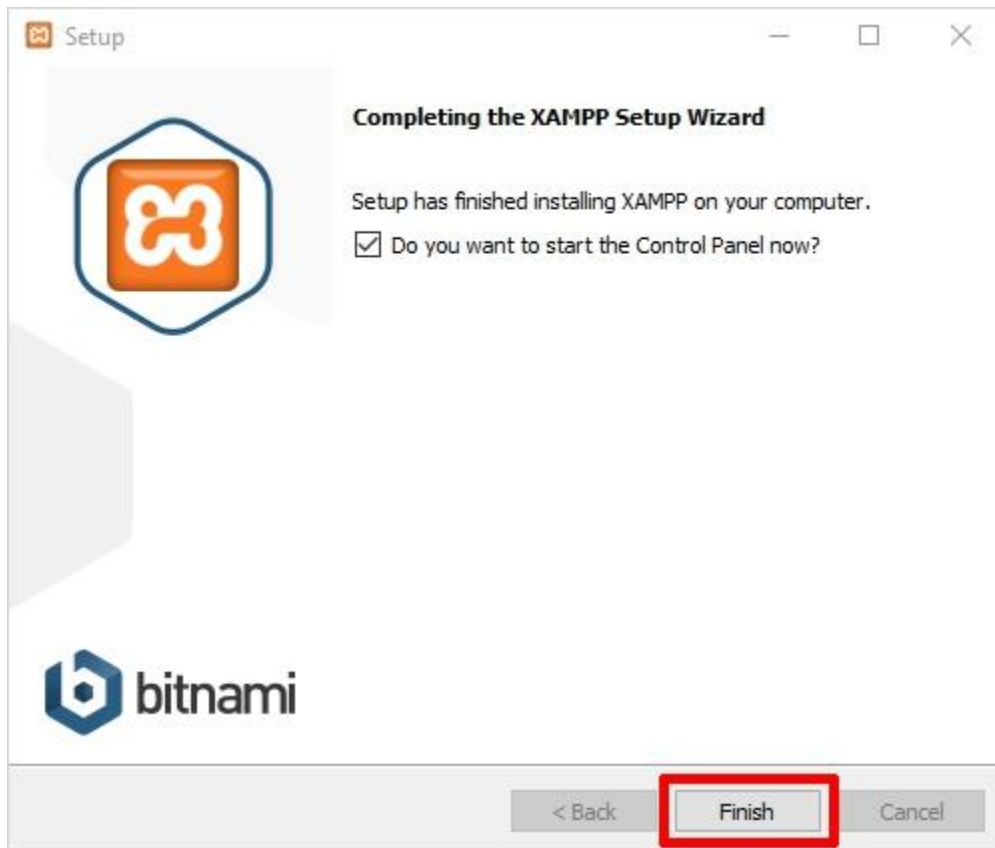 Setup
Completing the XAMPP Setup Wizard
Setup has finished installing XAMPP on your computer.
Do you want to start the Control Panel now?
bitnami
< Back
Finish
Cancel